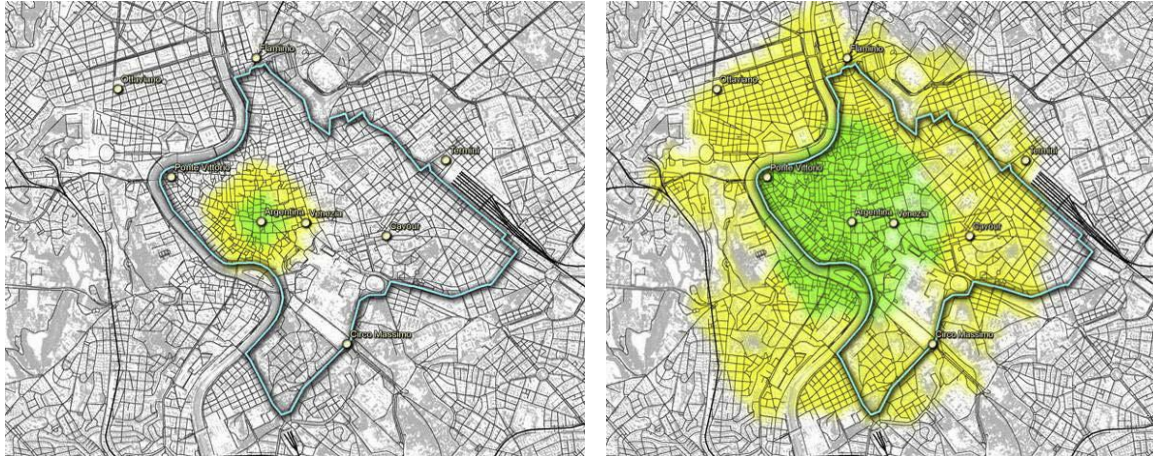 Flaminio
Ottaviano
Termini
Ponte Vittorio
Argentina
Venezia
Cavour
Circo Massimo
Flaminio
Ottaviano
Termini
Ponte Vittorio
Argentina
Venezia
Cavour
Circo Massimo